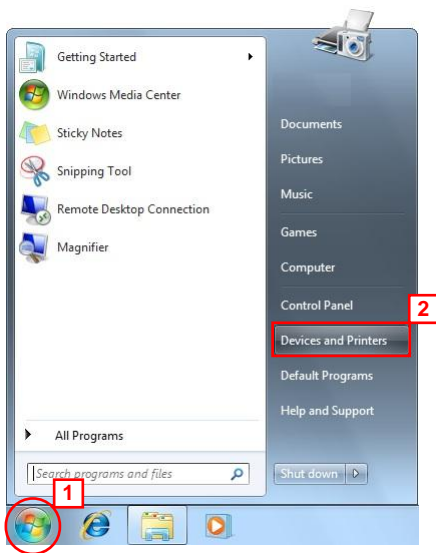 Getting Started
Windows Media Center
Sticky Notes
Snipping Tool
Remote Desktop Connection
Magnifier
All Programs
Search programs and files
1
Documents
Pictures
Music
Games
Computer
Control Panel
2
Devices and Printers
Default Programs
Help and Support
Shut down